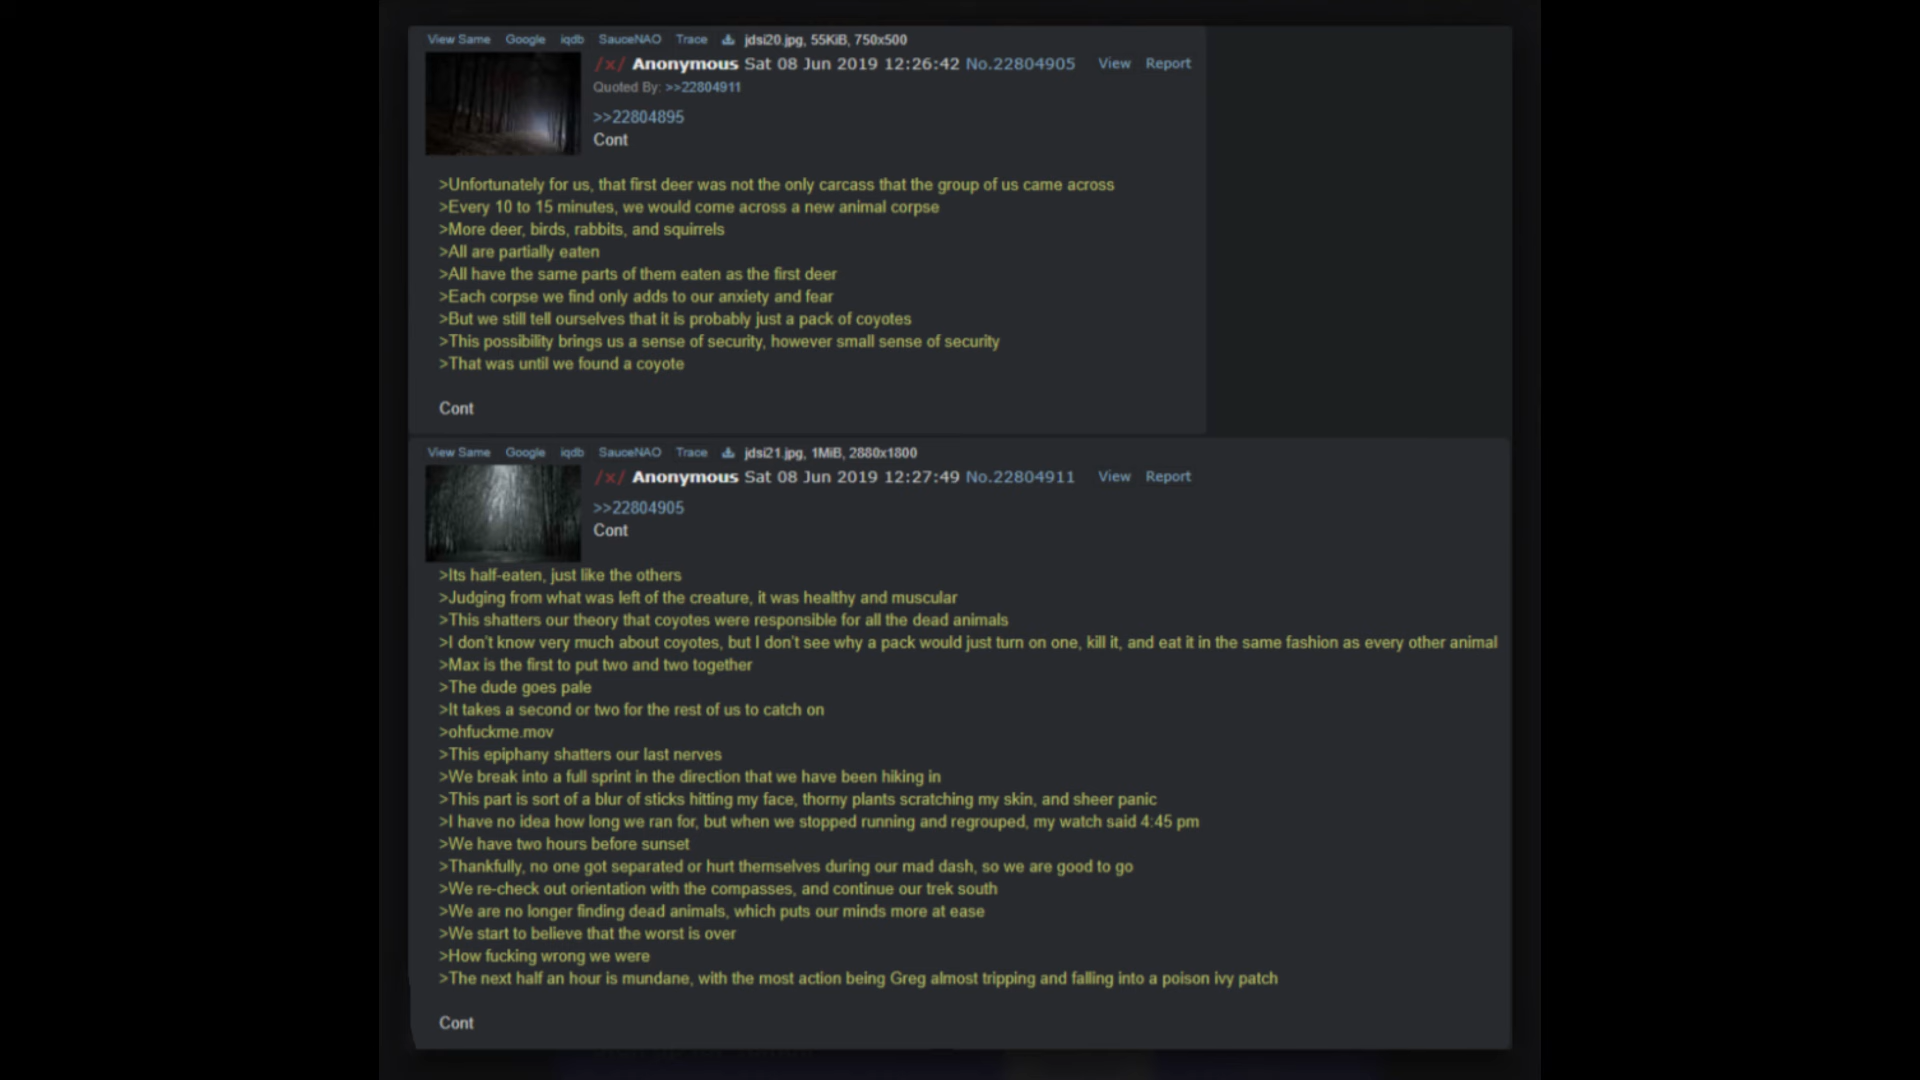 View Same Google iqdb SauceNAO Trace jdsi20.jpg, 55KiB, 750x500
/x/ Anonymous Sat 08 Jun 2019 12:26:42 No.22804905 View Report
Quoted By: >>22804911
>>22804895
Cont
>Unfortunately for us, that first deer was not the only carcass that the group of us came across
>Every 10 to 15 minutes, we would come across a new animal corpse
>More deer, birds, rabbits, and squirrels
>All are partially eaten
>All have the same parts of them eaten as the first deer
>Each corpse we find only adds to our anxiety and fear
>But we still tell ourselves that it is probably just a pack of coyotes
>This possibility brings us a sense of security, however small sense of security
>That was until we found a coyote
Cont
View Same Google iqdb SauceNAO Trace jdsi21.jpg, 1MiB, 2880x1800
/x/ Anonymous Sat 08 Jun 2019 12:27:49 No.22804911 View Report
>>22804905
Cont
>Its half-eaten, just like the others
>Judging from what was left of the creature, it was healthy and muscular
>This shatters our theory that coyotes were responsible for all the dead animals
>I don't know very much about coyotes, but I don't see why a pack would just turn on one, kill it, and eat it in the same fashion as every other animal
>Max is the first to put two and two together
>The dude goes pale
>It takes a second or two for the rest of us to catch on
>ohfuckme.mov
>This epiphany shatters our last nerves
>We break into a full sprint in the direction that we have been hiking in
>This part is sort of a blur of sticks hitting my face, thorny plants scratching my skin, and sheer panic
>I have no idea how long we ran for, but when we stopped running and regrouped, my watch said 4:45 pm
>We have two hours before sunset
>Thankfully, no one got separated or hurt themselves during our mad dash, so we are good to go
>We re-check out orientation with the compasses, and continue our trek south
>We are no longer finding dead animals, which puts our minds more at ease
>We start to believe that the worst is over
>How fucking wrong we were
>The next half an hour is mundane, with the most action being Greg almost tripping and falling into a poison ivy patch
Cont